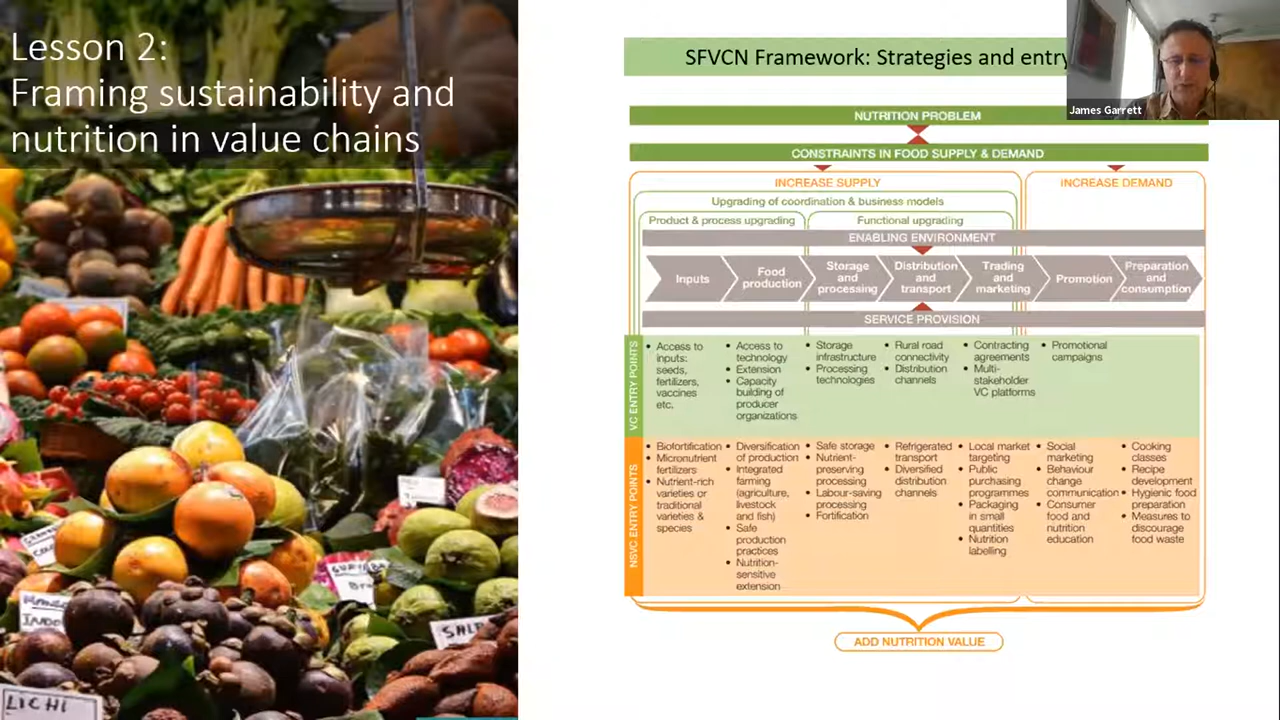 Lesson 2:
Framing sustainability and
nutrition in value chains
SFVCN Framework: Strategies and entry
James Garrett
NUTRITION PROBLEM
CONSTRAINTS IN FOOD SUPPLY & DEMAND
INCREASE SUPPLY
INCREASE DEMAND
Upgrading of coordination & business models
Product & process upgrading
Functional upgrading
ENABLING ENVIRONMENT
Inputs
Food
production
Storage
and
processing
Distribution
and
transport
Trading
and
marketing
Promotion
Preparation
and
consumption
SERVICE PROVISION
VC ENTRY POINTS
• Access to
inputs:
seeds,
fertilizers,
vaccines
etc.
• Access to
technology
• Extension
• Capacity
building of
producer
organizations
• Storage
infrastructure
• Processing
technologies
• Rural road
connectivity
• Distribution
channels
• Contracting
agreements
• Multi-
stakeholder
VC platforms
• Promotional
campaigns
NSVC ENTRY POINTS
• Biofortification
• Micronutrient
fertilizers
• Nutrient-rich
varieties or
traditional
varieties &
species
• Diversification
of production
• Integrated
farming
(agriculture,
livestock
and fish)
• Safe
production
practices
• Nutrition-
sensitive
extension
• Safe storage
• Nutrient-
preserving
processing
• Labour-saving
processing
• Fortification
• Refrigerated
transport
• Diversified
distribution
channels
• Local market
targeting
• Public
purchasing
programmes
• Packaging
in small
quantities
• Nutrition
labelling
• Social
marketing
• Behaviour
change
communication
• Consumer
food and
nutrition
education
• Cooking
classes
• Recipe
development
• Hygienic food
preparation
• Measures to
discourage
food waste
ADD NUTRITION VALUE
LICHI